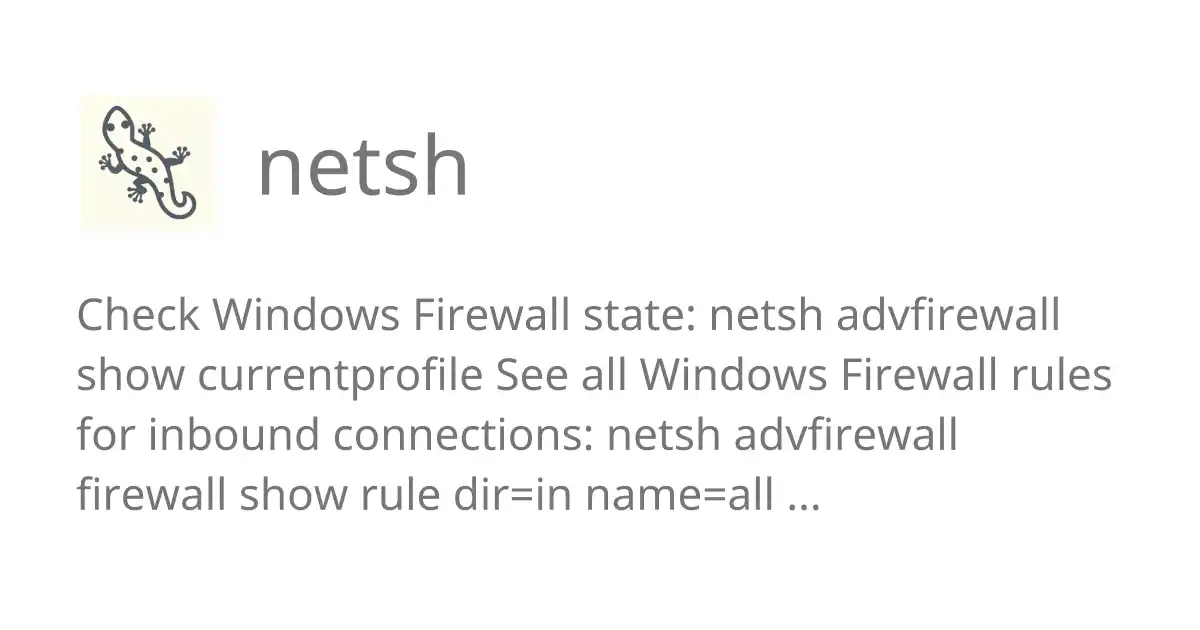 netsh
Check Windows Firewall state: netsh advfirewall
show currentprofile See all Windows Firewall rules
for inbound connections: netsh advfirewall
firewall show rule dir=in name=all ...